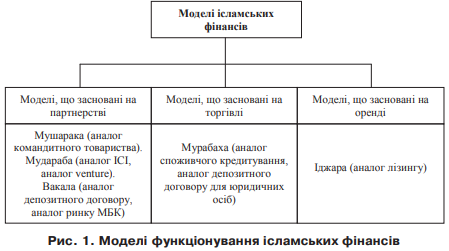 Моделі ісламських
фінансів
Моделі, що засновані на
партнерстві
Моделі, що засновані на
торгівлі
Моделі, що засновані на
оренді
Мушарака (аналог
командитного товариства).
Мудараба (аналог ІСІ,
аналог venture).
Вакала (аналог
депозитного договору,
аналог ринку МБК)
Мурабаха (аналог
споживчого кредитування,
аналог депозитного
договору для юридичних
осіб)
Іджара (аналог лізингу)
Рис. 1. Моделі функціонування ісламських фінансів